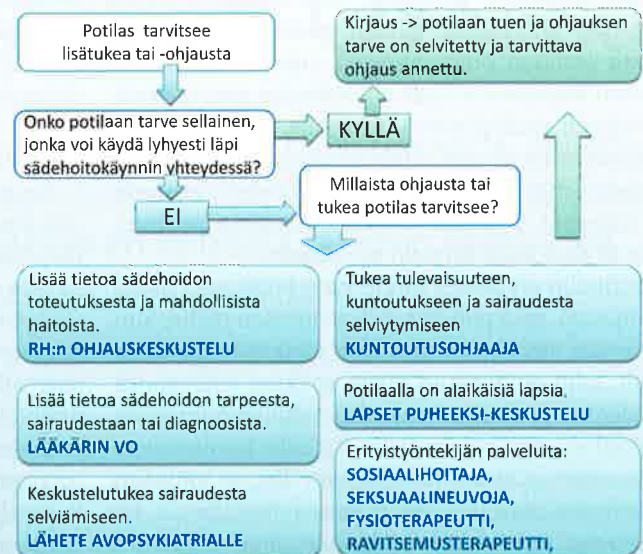 Potilas tarvitsee
lisätukea tai -ohjausta
Kirjaus -> potilaan tuen ja ohjauksen
tarve on selvitetty ja tarvittava
ohjaus annettu.
Onko potilaan tarve sellainen,
jonka voi käydä lyhyesti läpi
sädehoitokäynnin yhteydessä?
KYLLÄ
EI
Millaista ohjausta tai
tukea potilas tarvitsee?
Lisää tietoa sädehoidon
toteutuksesta ja mahdollisista
haitoista.
RH:n OHJAUSKESKUSTELU
Lisää tietoa sädehoidon tarpeesta,
sairaudestaan tai diagnoosista.
LÄÄKÄRIN VO
Keskustelutukea sairaudesta
selviämiseen.
LÄHETE AVOPSYKIATRIALLE
Tukea tulevaisuuteen,
kuntoutukseen ja sairaudesta
selviytymiseen
KUNTOUTUSOHJAAJA
Potilaalla on alaikäisiä lapsia.
LAPSET PUHEEKSI-KESKUSTELU
Erityistyöntekijän palveluita:
SOSIAALIHOITAJA,
SEKSUAALINEUVOJA,
FYSIOTERAPEUTTI,
RAVITSEMUSTERAPEUTTI,